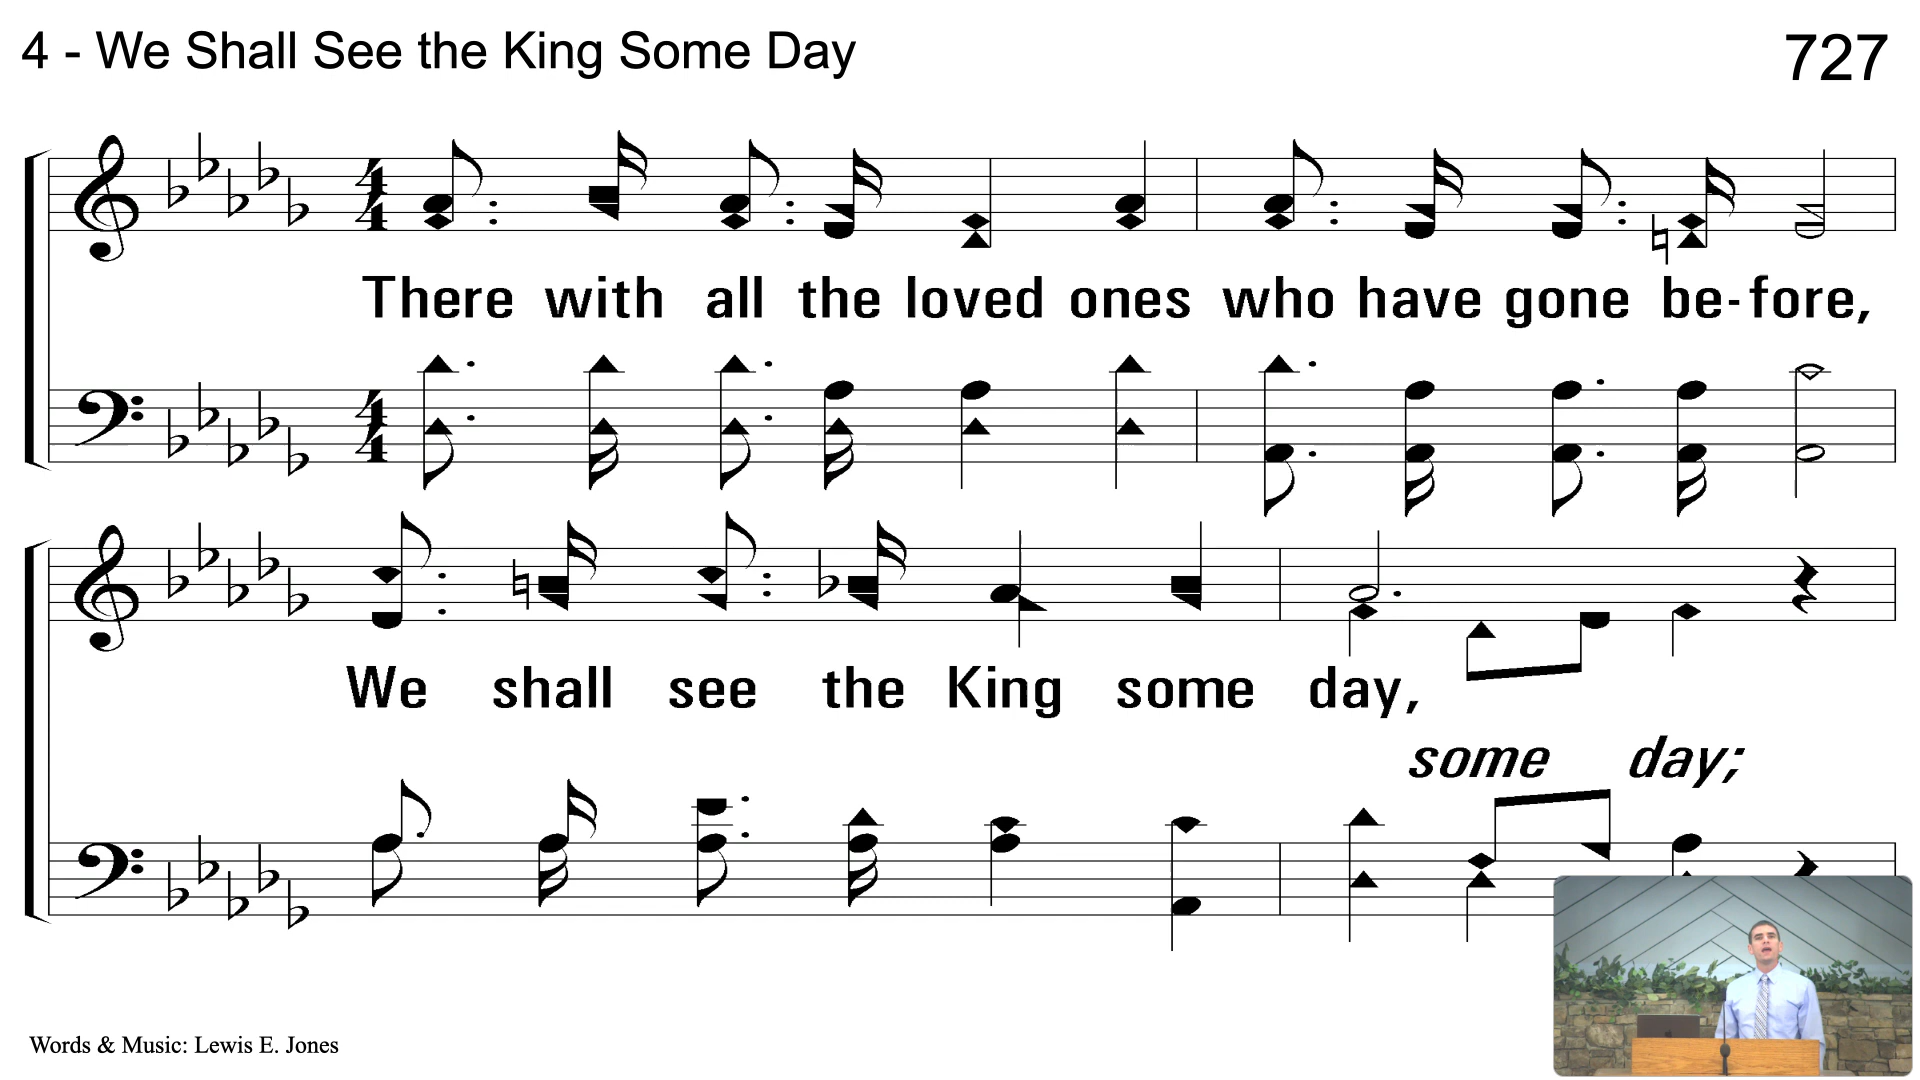 4 - We Shall See the King Some Day
727
There with all the loved ones who have gone be-fore,
We shall see the King some day,
some day;
Words & Music: Lewis E. Jones